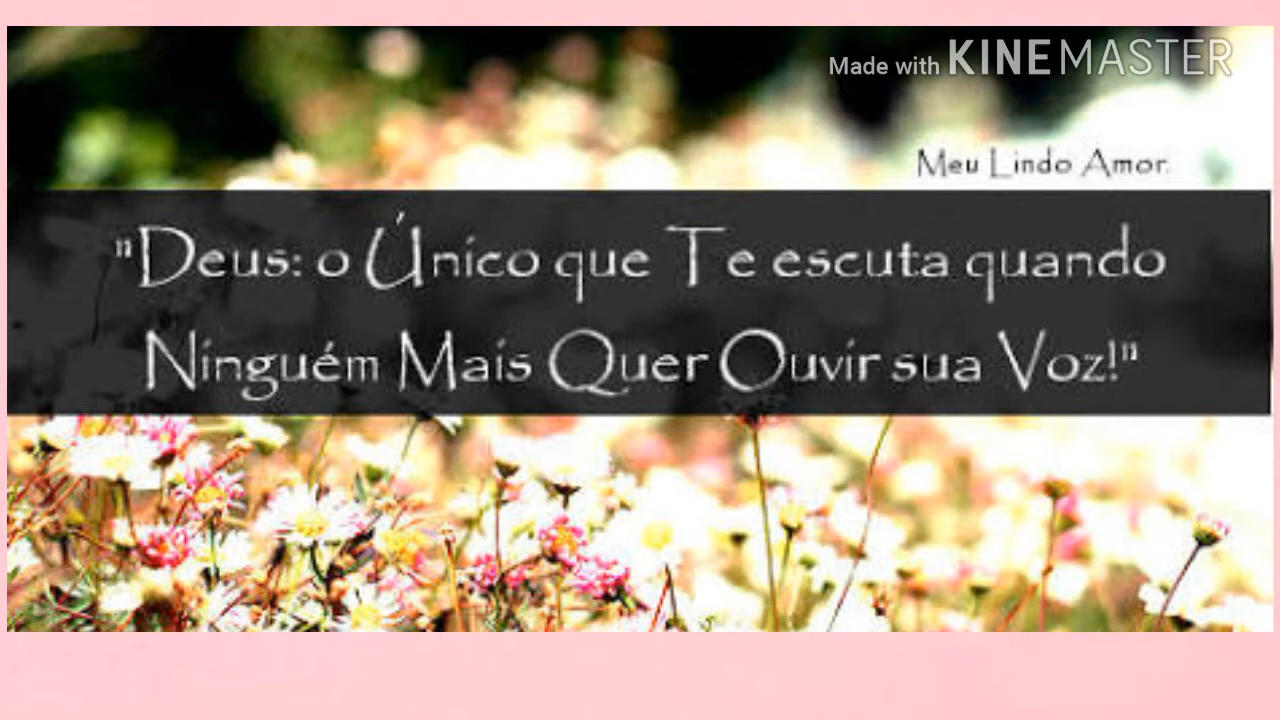 Made with KINEMASTER
Meu Lindo Amor.
"Deus: o Único que Te escuta quando
Ninguém Mais Quer Ouvir sua Voz!"